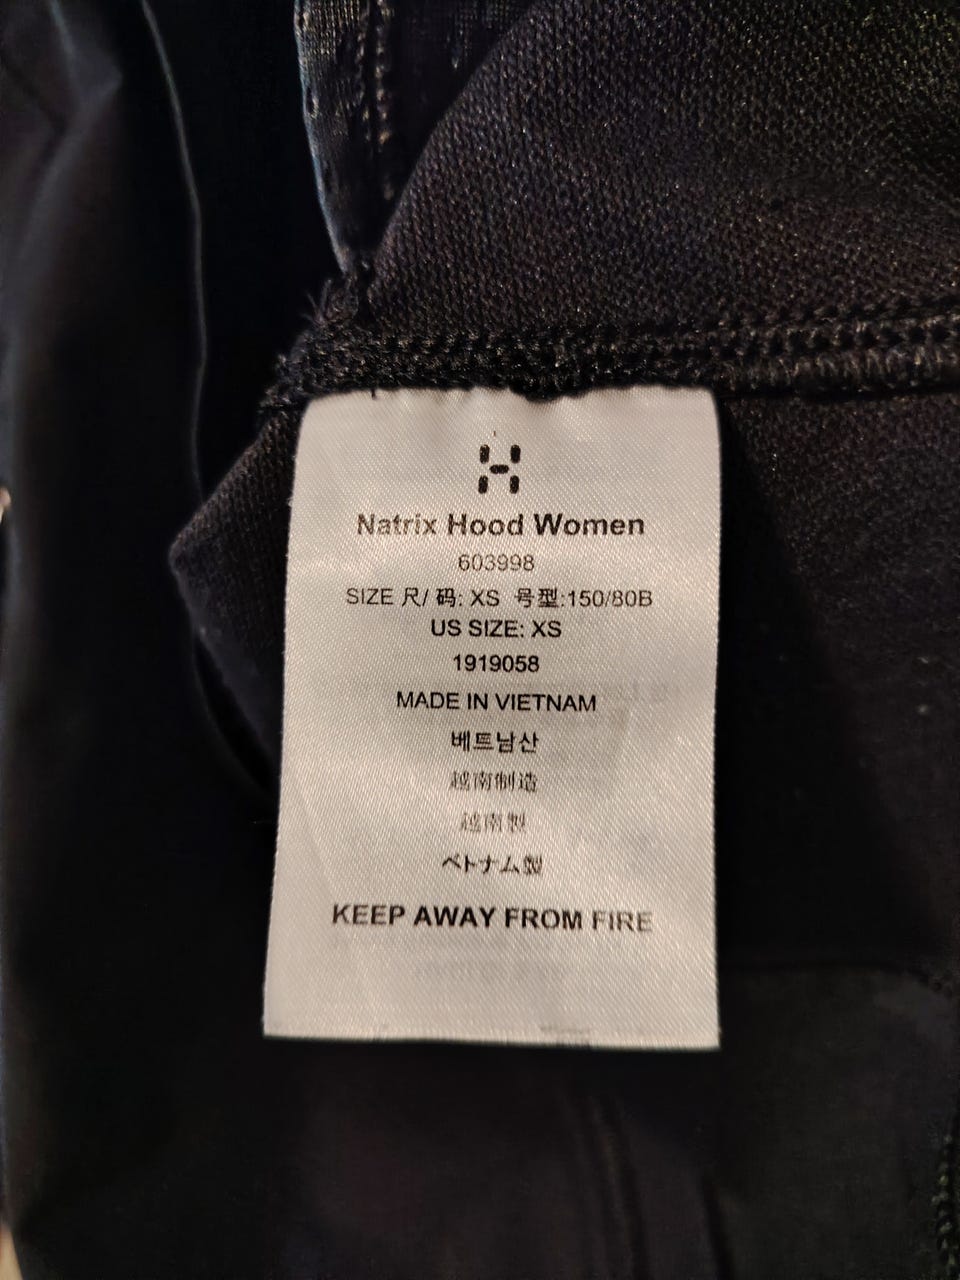 Natrix Hood Women
603998
SIZE 尺/ 码: XS 号型:150/80B
US SIZE: XS
1919058
MADE IN VIETNAM
베트남산
越南制造
越南製
ベトナム製
KEEP AWAY FROM FIRE